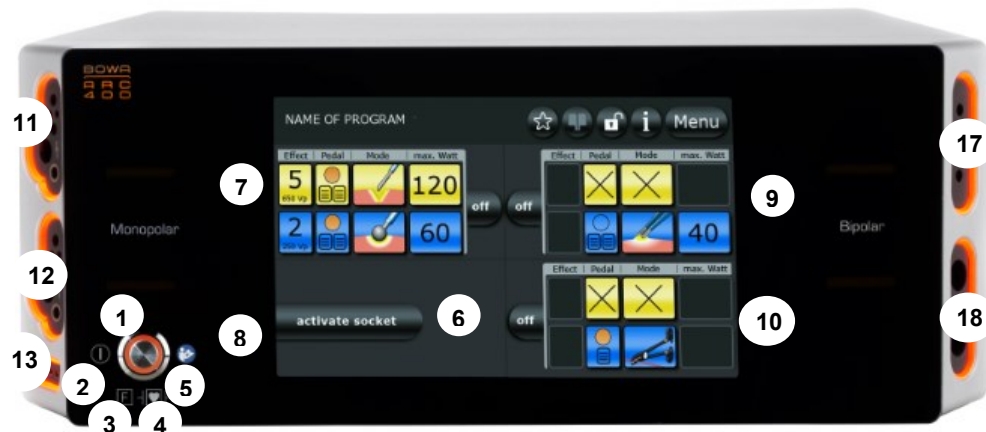 BOWA
ARC
400
NAME OF PROGRAM
i
Menu
Effect Pedal Mode max. Watt
5
650 Vp
120
off
2
60
off
Effect Pedal Mode max. Watt
40
activate socket
off
Effect Pedal Mode max. Watt
Monopolar
Bipolar
F
11
12
13
1
2
3
4
5
6
7
8
9
10
17
18